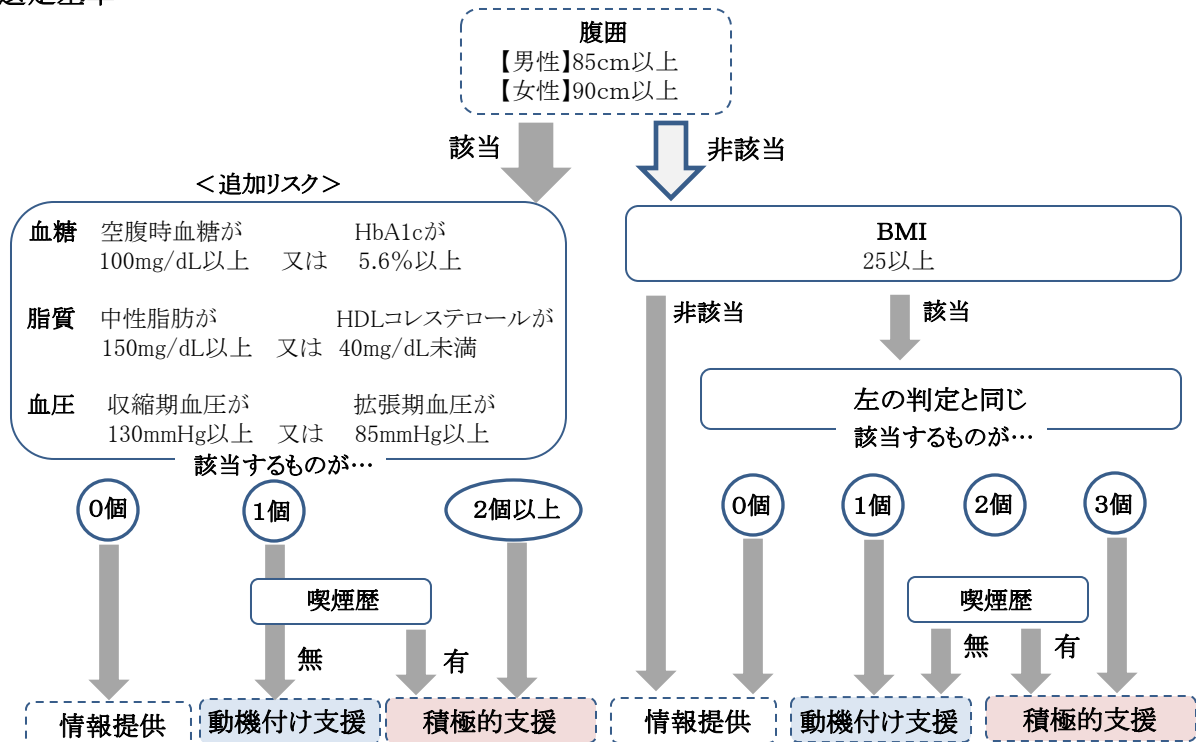 腹囲
【男性】85cm以上
【女性】90cm以上
該当
非該当
＜追加リスク＞
血糖 空腹時血糖が HbA1cが
100mg/dL以上 又は 5.6%以上
脂質 中性脂肪が HDLコレステロールが
150mg/dL以上 又は 40mg/dL未満
血圧 収縮期血圧が 拡張期血圧が
130mmHg以上 又は 85mmHg以上
該当するものが…
0個
1個
2個以上
喫煙歴
無
有
情報提供
動機付け支援
積極的支援
BMI
25以上
非該当
該当
左の判定と同じ
該当するものが…
0個
1個
2個
3個
喫煙歴
無
有
情報提供
動機付け支援
積極的支援